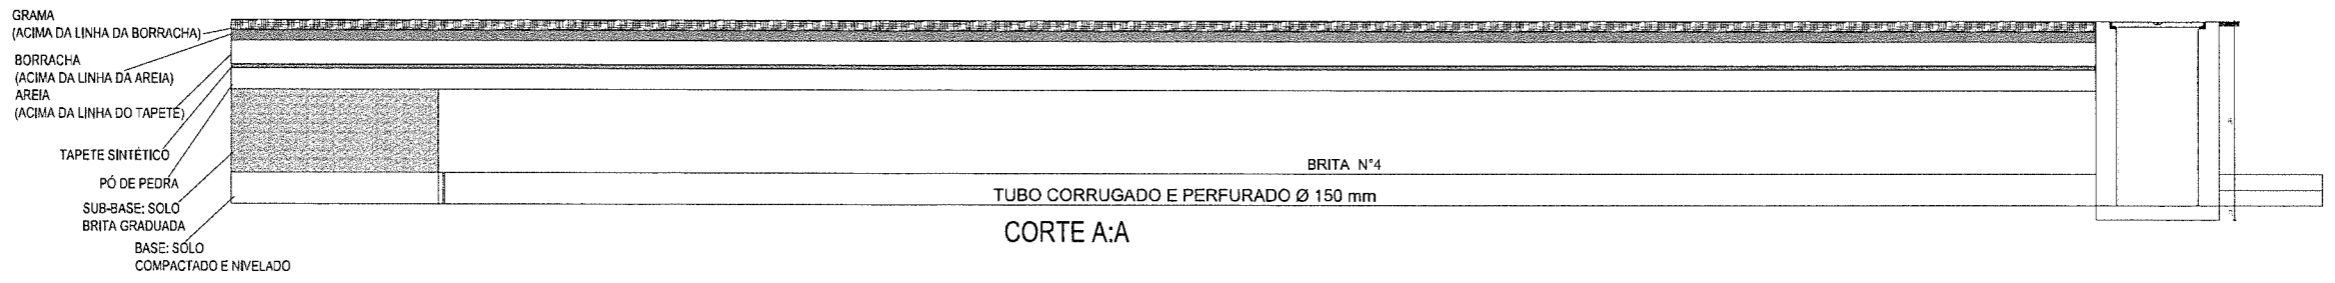 GRAMA
(ACIMA DA LINHA DA BORRACHA)
BORRACHA
(ACIMA DA LINHA DA AREIA)
AREIA
(ACIMA DA LINHA DO TAPETE)
TAPETE SINTÉTICO
PÓ DE PEDRA
SUB-BASE: SOLO
BRITA GRADUADA
BASE: SOLO
COMPACTADO E NIVELADO
BRITA N°4
TUBO CORRUGADO E PERFURADO Ø 150 mm
CORTE A:A